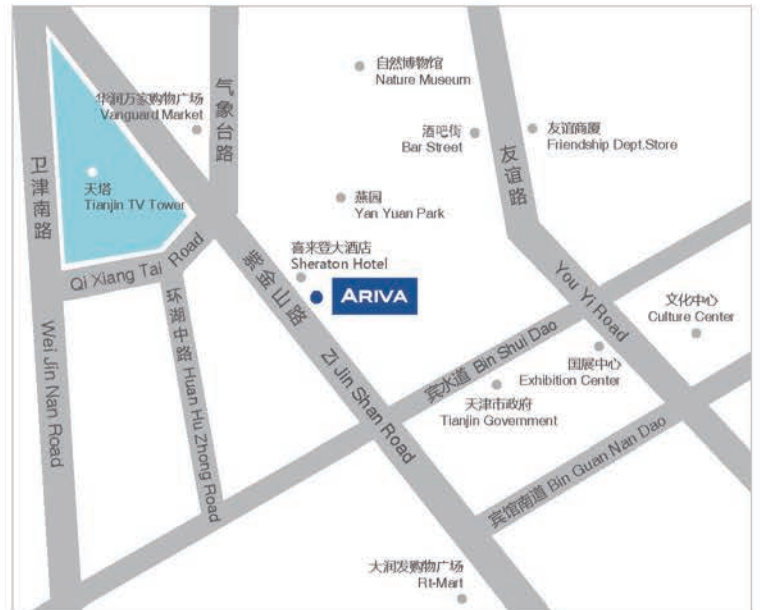 自然博物馆
Nature Museum
华润万家购物广场
Vanguard Market
气象台路
酒吧街
Bar Street
友谊商厦
Friendship Dept.Store
卫津南路
天塔
Tianjin TV Tower
友谊路
燕园
Yan Yuan Park
喜来登大酒店
Sheraton Hotel
ARIVA
Qi Xiang Tai Road
紫金山路
You Yi Road
文化中心
Culture Center
环湖中路 Huan Hu Zhong Road
Wei Jin Nan Road
Zi Jin Shan Road
宾水道 Bin Shui Dao
国展中心
Exhibition Center
天津市政府
Tianjin Government
宾馆南道 Bin Guan Nan Dao
大润发购物广场
Rt-Mart